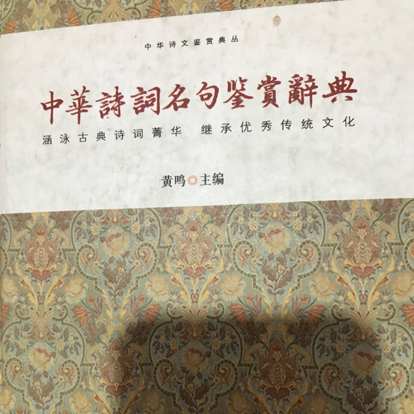 中华诗文鉴赏典丛
中華詩詞名句鉴赏辭典
涵泳古典诗词菁华 继承优秀传统文化
黄鸣◎主编